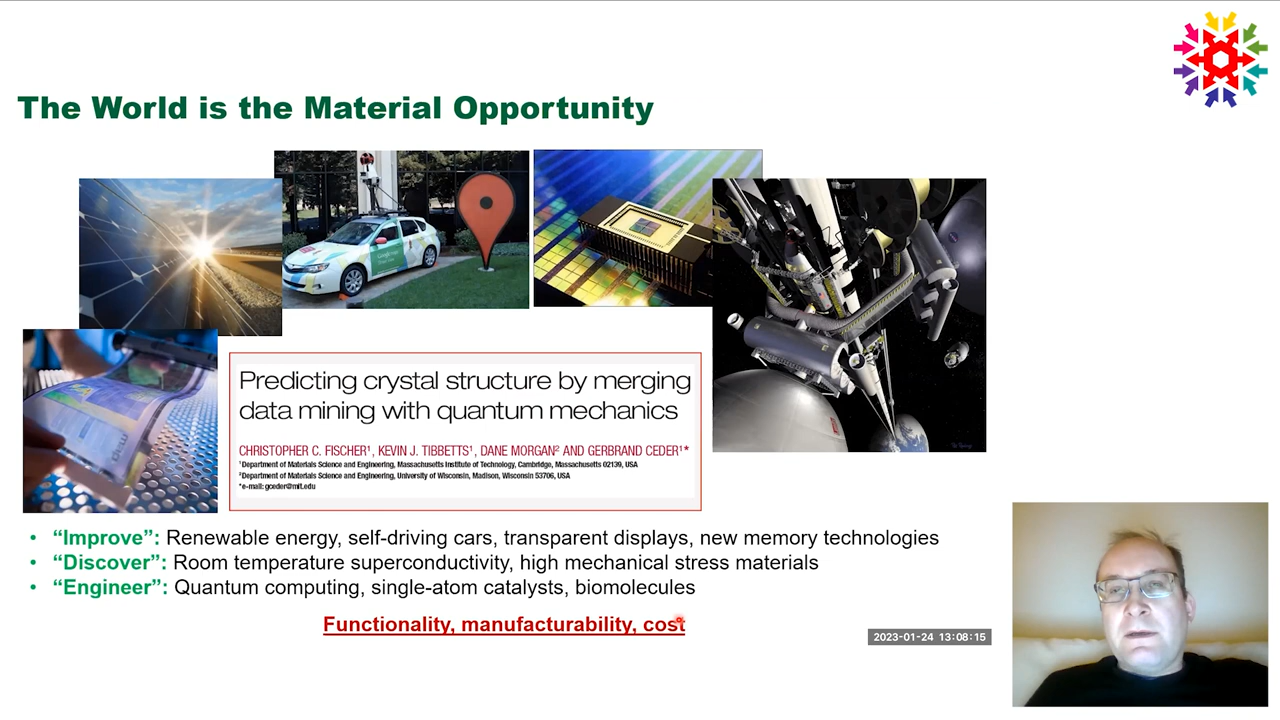 The World is the Material Opportunity
Predicting crystal structure by merging
data mining with quantum mechanics
CHRISTOPHER C. FISCHER¹, KEVIN J. TIBBETTS¹, DANE MORGAN² AND GERBRAND CEDER¹*
¹Department of Materials Science and Engineering, Massachusetts Institute of Technology, Cambridge, Massachusetts 02139, USA
²Department of Materials Science and Engineering, University of Wisconsin, Madison, Wisconsin 53706, USA
*e-mail: gceder@mit.edu
• “Improve”: Renewable energy, self-driving cars, transparent displays, new memory technologies
• “Discover”: Room temperature superconductivity, high mechanical stress materials
• “Engineer”: Quantum computing, single-atom catalysts, biomolecules
Functionality, manufacturability, cost
2023-01-24 13:08:15